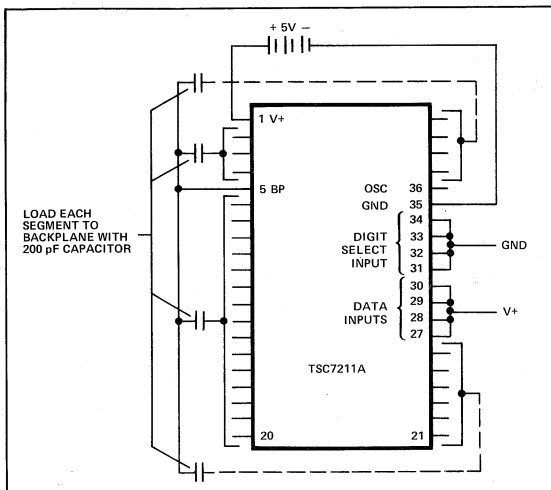 + 5V −
1 V+
5 BP
OSC 36
GND 35
LOAD EACH
SEGMENT TO
BACKPLANE WITH
200 pF CAPACITOR
34
DIGIT 33
SELECT 32
INPUT 31
GND
30
DATA 29
INPUTS 28
27
V+
TSC7211A
20
21